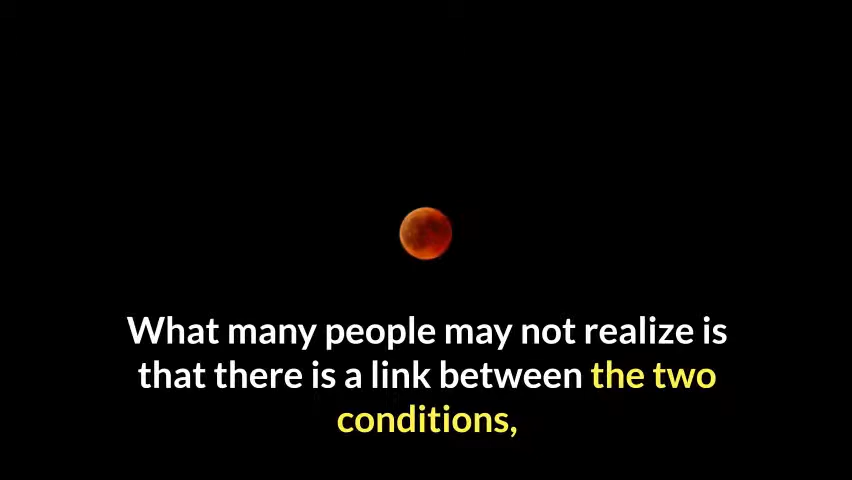 What many people may not realize is
that there is a link between the two
conditions,